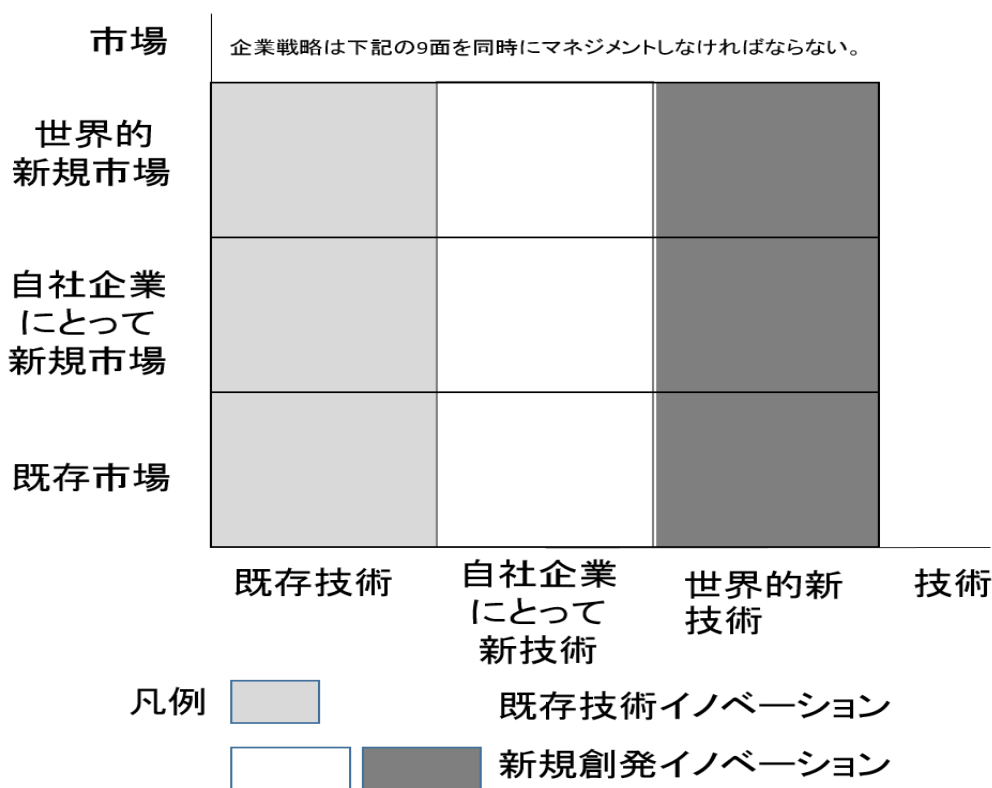 市場
企業戦略は下記の9面を同時にマネジメントしなければならない。
世界的
新規市場
自社企業
にとって
新規市場
既存市場
既存技術
自社企業
にとって
新技術
世界的新
技術
技術
凡例
既存技術イノベーション
新規創発イノベーション